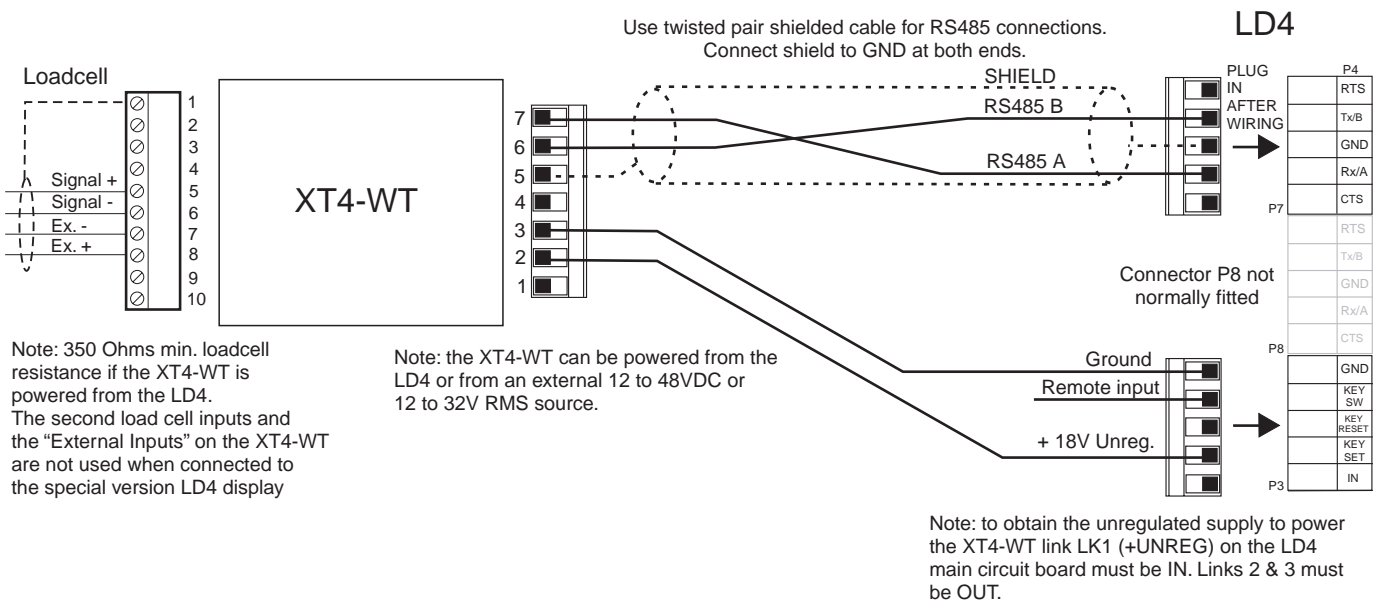 Use twisted pair shielded cable for RS485 connections.
Connect shield to GND at both ends.
LD4
Loadcell
1
2
3
4
5
6
7
8
9
10
Signal +
Signal -
Ex. -
Ex. +
XT4-WT
7
6
5
4
3
2
1
SHIELD
RS485 B
RS485 A
PLUG
IN
AFTER
WIRING
P4
RTS
Tx/B
GND
Rx/A
CTS
P7
RTS
Tx/B
GND
Rx/A
CTS
P8
Connector P8 not
normally fitted
Ground
Remote input
+ 18V Unreg.
GND
KEY
SW
KEY
RESET
KEY
SET
IN
P3
Note: 350 Ohms min. loadcell
resistance if the XT4-WT is
powered from the LD4.
The second load cell inputs and
the “External Inputs” on the XT4-WT
are not used when connected to
the special version LD4 display
Note: the XT4-WT can be powered from the
LD4 or from an external 12 to 48VDC or
12 to 32V RMS source.
Note: to obtain the unregulated supply to power
the XT4-WT link LK1 (+UNREG) on the LD4
main circuit board must be IN. Links 2 & 3 must
be OUT.